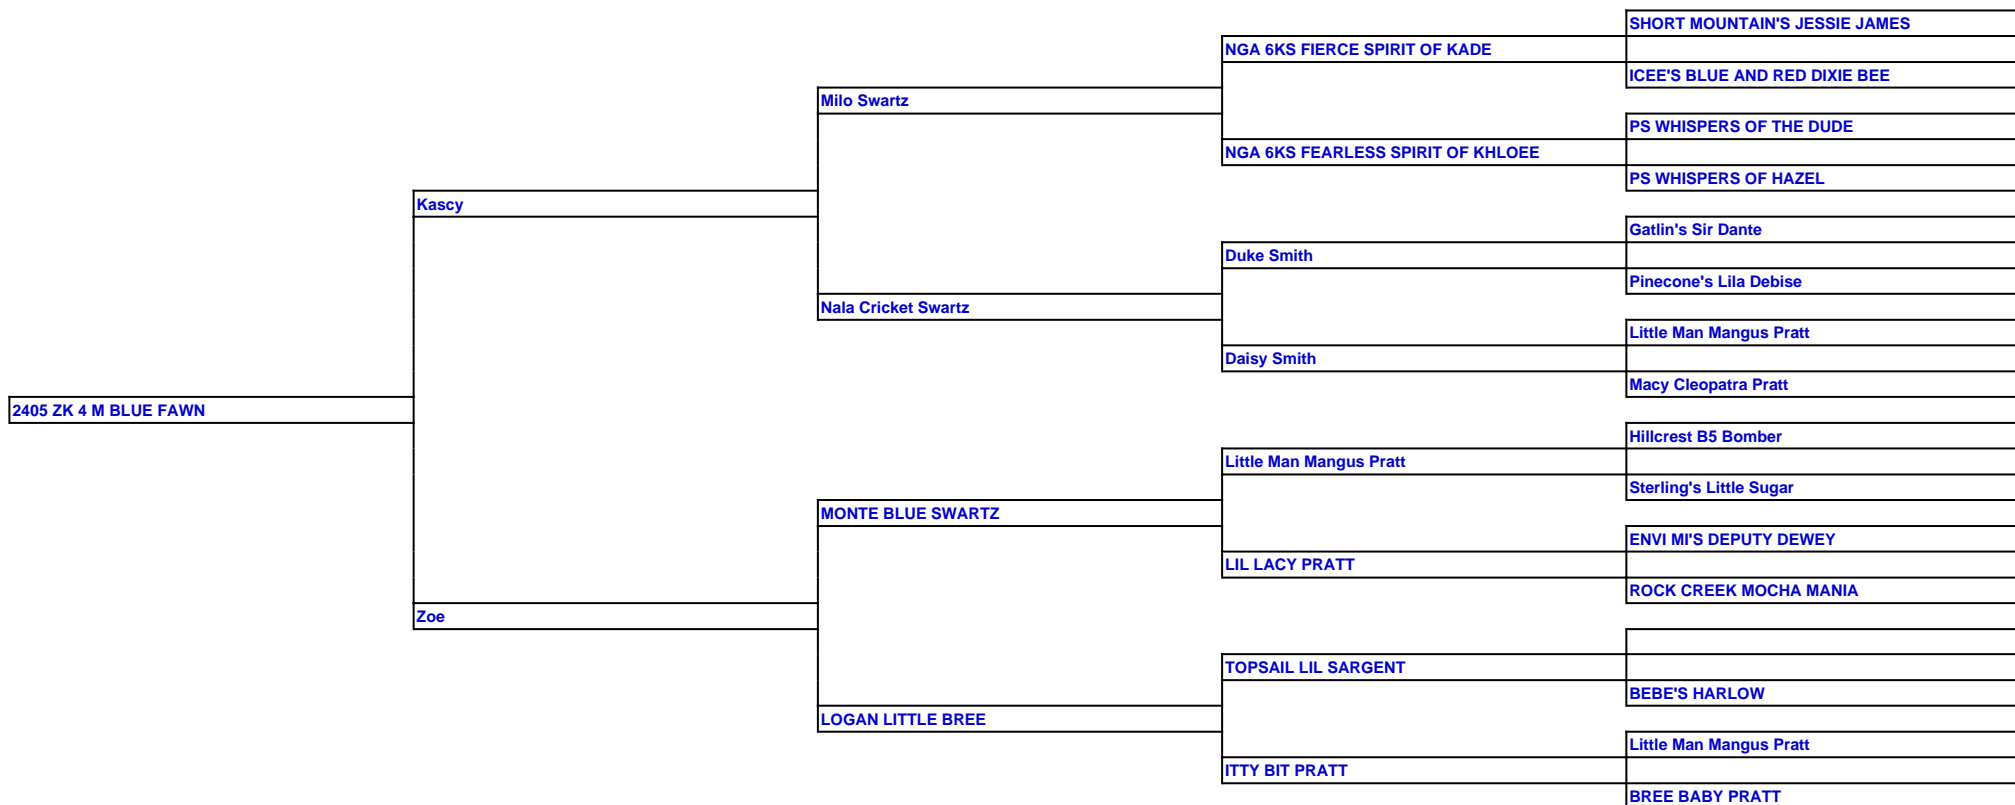 SHORT MOUNTAIN'S JESSIE JAMES
NGA 6KS FIERCE SPIRIT OF KADE
ICEE'S BLUE AND RED DIXIE BEE
Milo Swartz
PS WHISPERS OF THE DUDE
NGA 6KS FEARLESS SPIRIT OF KHLOEE
PS WHISPERS OF HAZEL
Kascy
Gatlin's Sir Dante
Duke Smith
Pinecone's Lila Debise
Nala Cricket Swartz
Little Man Mangus Pratt
Daisy Smith
Macy Cleopatra Pratt
2405 ZK 4 M BLUE FAWN
Hillcrest B5 Bomber
Little Man Mangus Pratt
Sterling's Little Sugar
MONTE BLUE SWARTZ
ENVI MI'S DEPUTY DEWEY
LIL LACY PRATT
ROCK CREEK MOCHA MANIA
Zoe
TOPSAIL LIL SARGENT
BEBE'S HARLOW
LOGAN LITTLE BREE
Little Man Mangus Pratt
ITTY BIT PRATT
BREE BABY PRATT